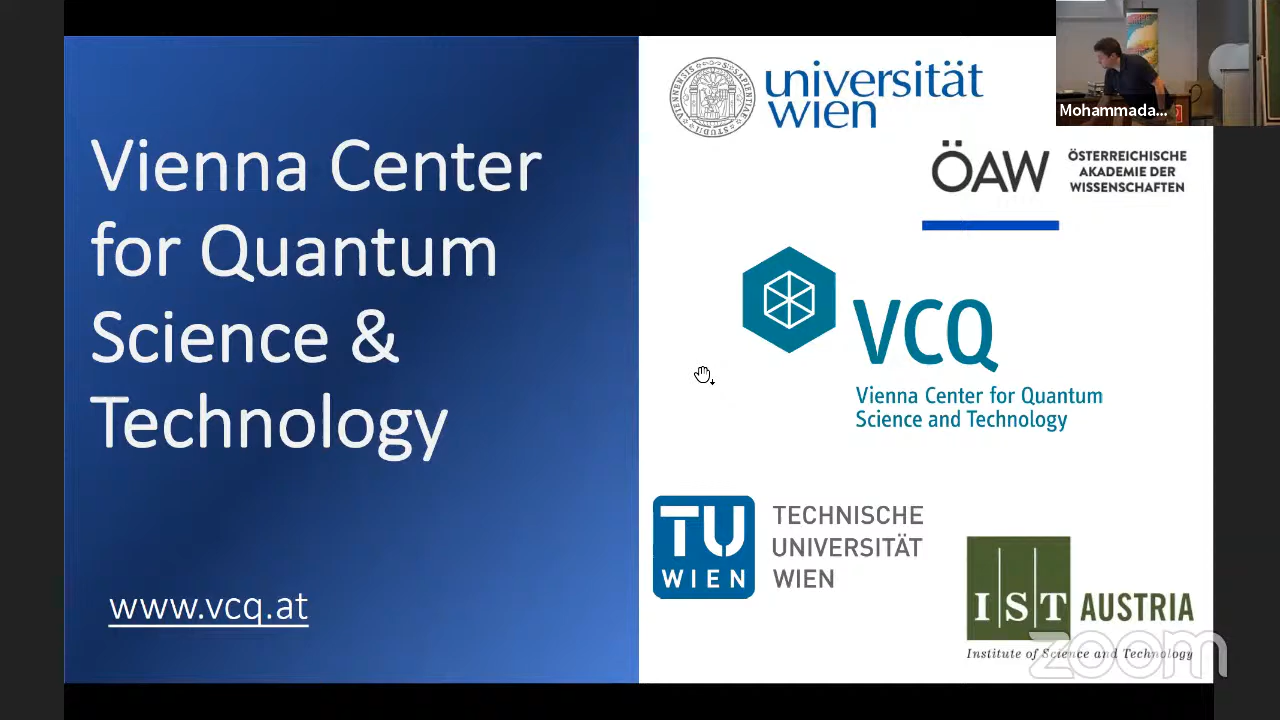 Vienna Center
for Quantum
Science &
Technology
www.vcq.at
universität
wien
ÖAW
ÖSTERREICHISCHE
AKADEMIE DER
WISSENSCHAFTEN
VCQ
Vienna Center for Quantum
Science and Technology
TU
WIEN
TECHNISCHE
UNIVERSITÄT
WIEN
IST AUSTRIA
Institute of Science and Technology
zoom
Mohammada...